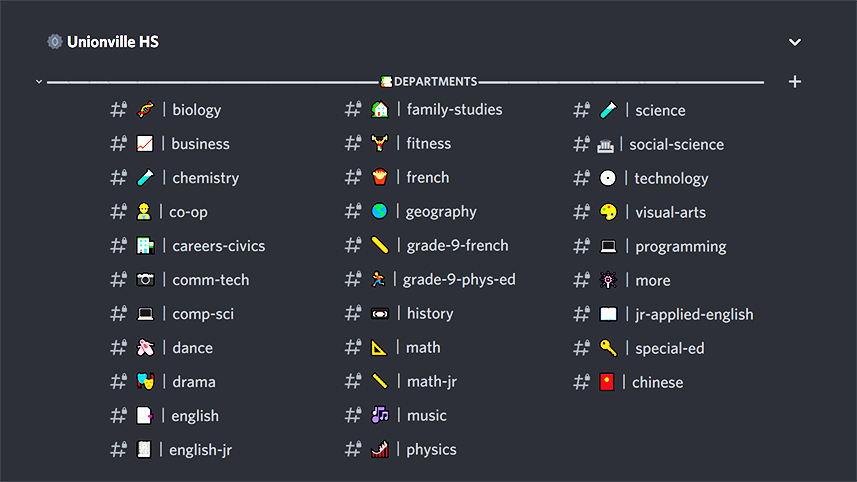 Unionville HS
DEPARTMENTS
# | biology
# | business
# | chemistry
# | co-op
# | careers-civics
# | comm-tech
# | comp-sci
# | dance
# | drama
# | english
# | english-jr
# | family-studies
# | fitness
# | french
# | geography
# | grade-9-french
# | grade-9-phys-ed
# | history
# | math
# | math-jr
# | music
# | physics
# | science
# | social-science
# | technology
# | visual-arts
# | programming
# | more
# | jr-applied-english
# | special-ed
# | chinese